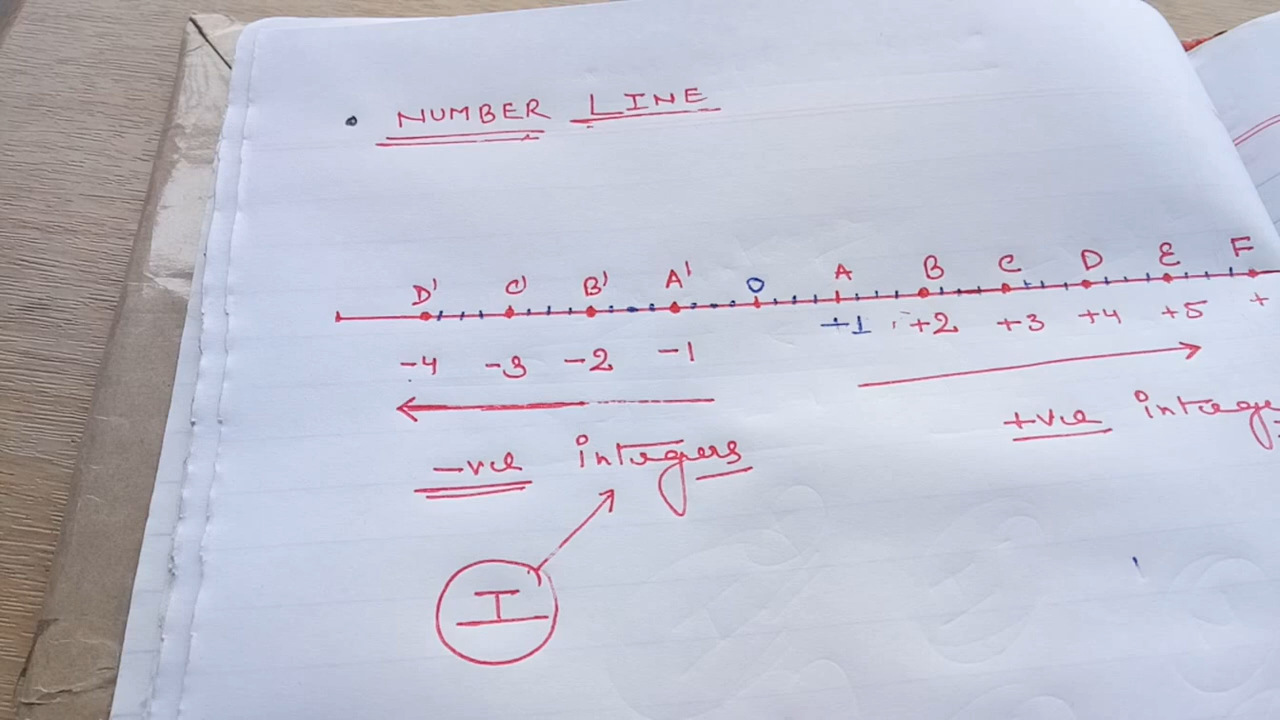 NUMBER LINE
D' C' B' A' O A B C D E F
-4 -3 -2 -1 +1 +2 +3 +4 +5 +
-ve integers +ve
I